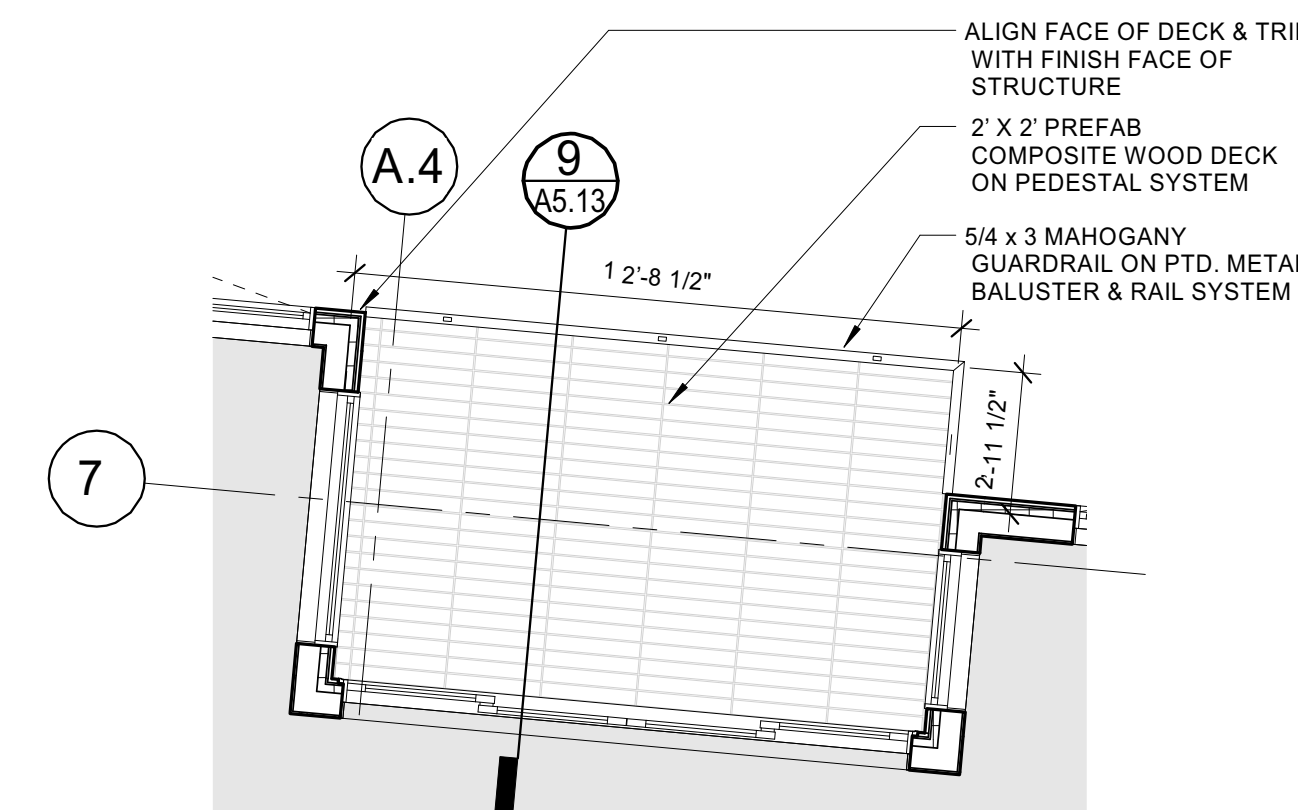 ALIGN FACE OF DECK & TRI
WITH FINISH FACE OF
STRUCTURE
2’ X 2’ PREFAB
COMPOSITE WOOD DECK
ON PEDESTAL SYSTEM
5/4 x 3 MAHOGANY
GUARDRAIL ON PTD. META
BALUSTER & RAIL SYSTEM
A.4
9
A5.13
1 2'-8 1/2"
2'-11 1/2"
7